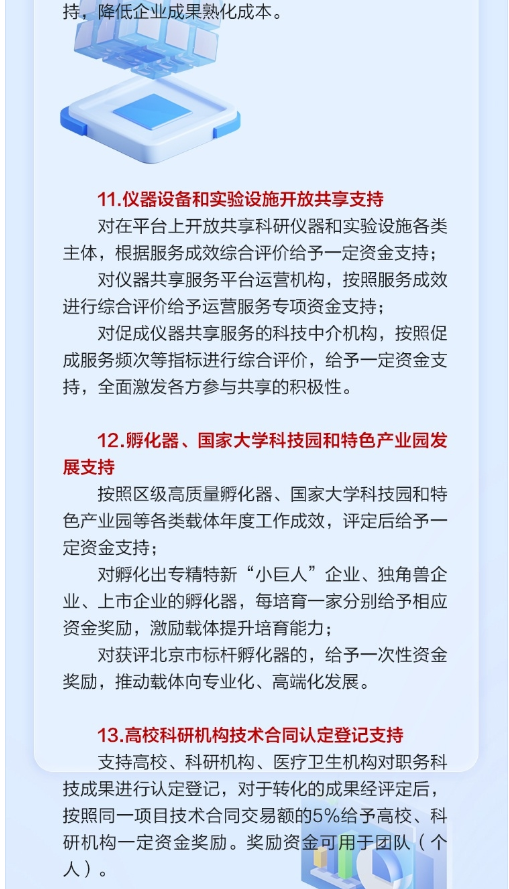 持，降低企业成果熟化成本。
11.仪器设备和实验设施开放共享支持
对在平台上开放共享科研仪器和实验设施各类
主体，根据服务成效综合评价给予一定资金支持；
对仪器共享服务平台运营机构，按照服务成效
进行综合评价给予运营服务专项资金支持；
对促成仪器共享服务的科技中介机构，按照促
成服务频次等指标进行综合评价，给予一定资金支
持，全面激发各方参与共享的积极性。
12.孵化器、国家大学科技园和特色产业园发
展支持
按照区级高质量孵化器、国家大学科技园和特
色产业园等各类载体年度工作成效，评定后给予一
定资金支持；
对孵化出专精特新“小巨人”企业、独角兽企
业、上市企业的孵化器，每培育一家分别给予相应
资金奖励，激励载体提升培育能力；
对获评北京市标杆孵化器的，给予一次性资金
奖励，推动载体向专业化、高端化发展。
13.高校科研机构技术合同认定登记支持
支持高校、科研机构、医疗卫生机构对职务科
技成果进行认定登记，对于转化的成果经评定后，
按照同一项目技术合同交易额的5%给予高校、科
研机构一定资金奖励。奖励资金可用于团队（个
人）。